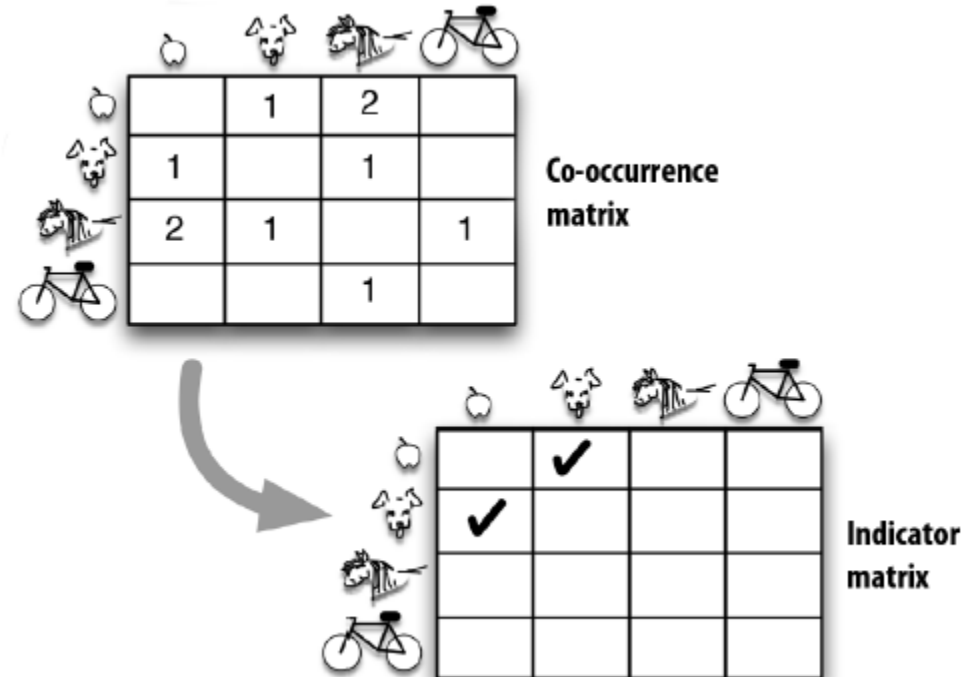 1 2
1 1
Co-occurrence
matrix
2 1 1
1
Indicator
matrix